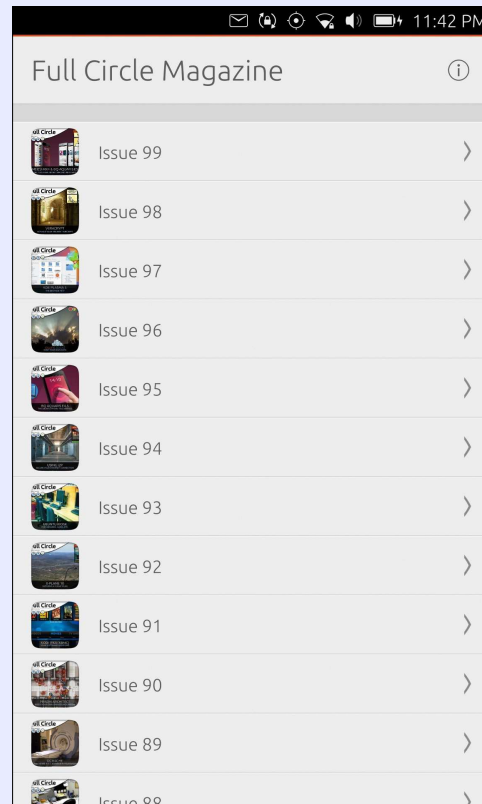 11:42 PM
Full Circle Magazine
Issue 99
Issue 98
Issue 97
Issue 96
Issue 95
Issue 94
Issue 93
Issue 92
Issue 91
Issue 90
Issue 89
Issue 88